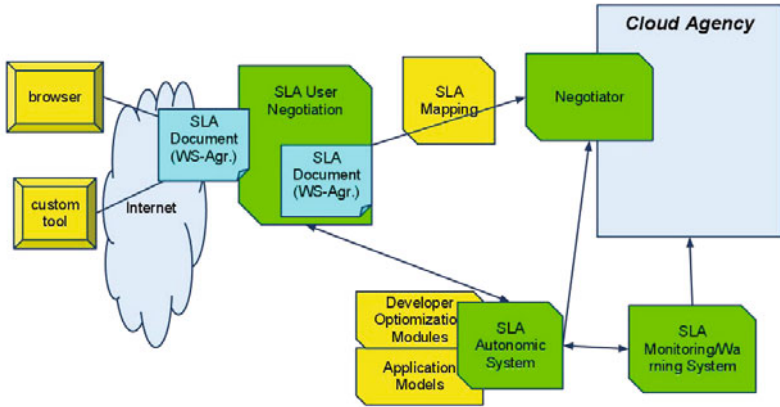 Cloud Agency
browser
SLA
Document
(WS-Agr.)
SLA User
Negotiation
SLA
Mapping
Negotiator
SLA
Document
(WS-Agr.)
custom
tool
Internet
Developer
Optiomization
Modules
SLA
Autonomic
System
SLA
Monitoring/Wa
rning System
Application
Models